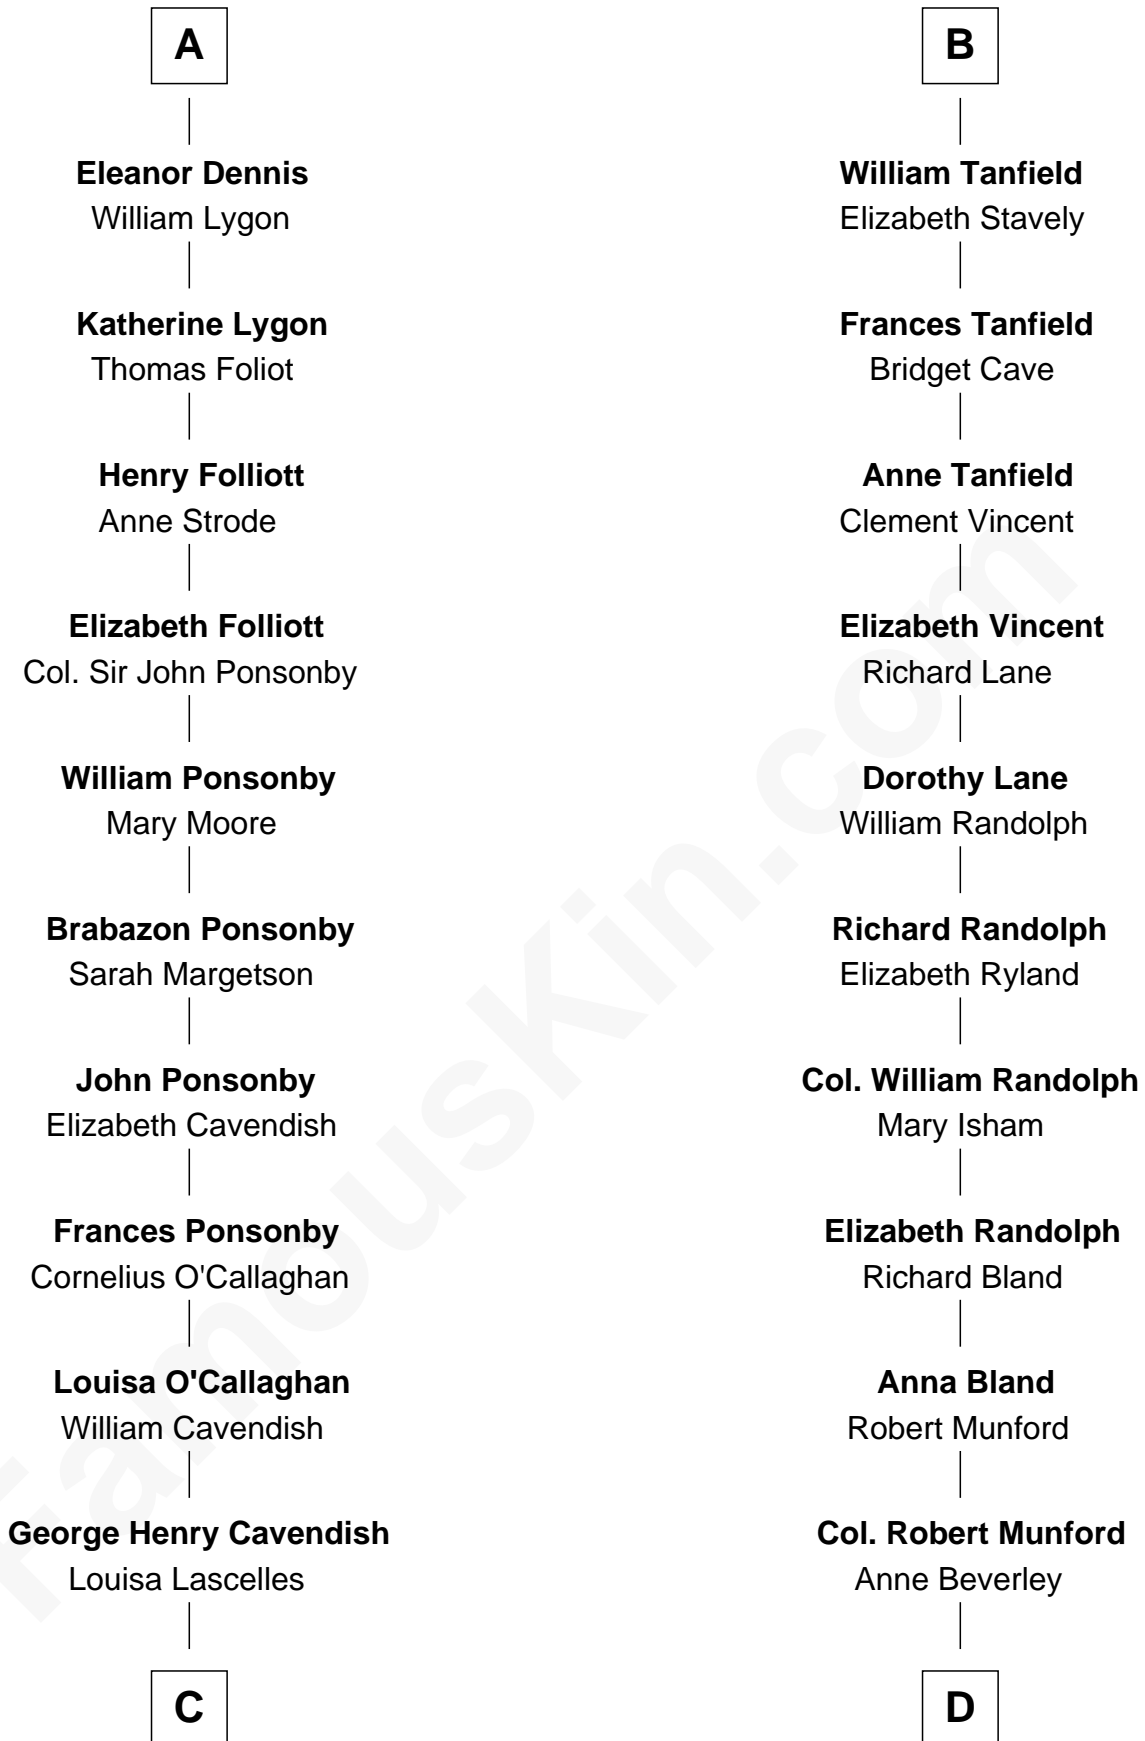 A
Eleanor Dennis
William Lygon
Katherine Lygon
Thomas Foliot
Henry Folliott
Anne Strode
Elizabeth Folliott
Col. Sir John Ponsonby
William Ponsonby
Mary Moore
Brabazon Ponsonby
Sarah Margetson
John Ponsonby
Elizabeth Cavendish
Frances Ponsonby
Cornelius O'Callaghan
Louisa O'Callaghan
William Cavendish
George Henry Cavendish
Louisa Lascelles
C
B
William Tanfield
Elizabeth Stavely
Frances Tanfield
Bridget Cave
Anne Tanfield
Clement Vincent
Elizabeth Vincent
Richard Lane
Dorothy Lane
William Randolph
Richard Randolph
Elizabeth Ryland
Col. William Randolph
Mary Isham
Elizabeth Randolph
Richard Bland
Anna Bland
Robert Munford
Col. Robert Munford
Anne Beverley
D
FamousKin.com